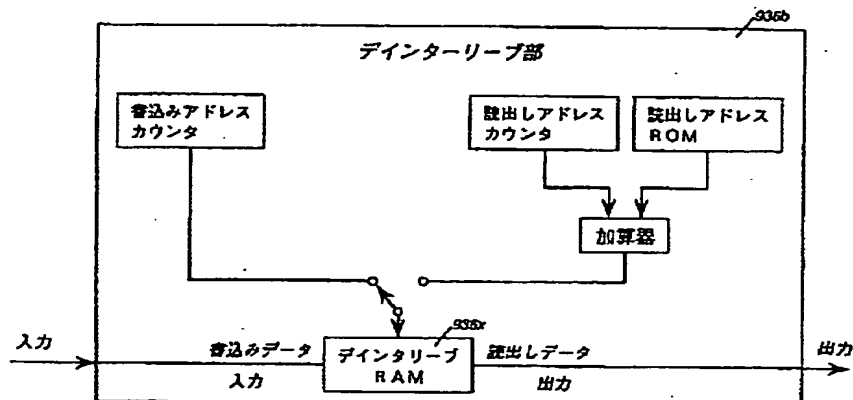 936b
デインターリーブ部
書込みアドレス
カウンタ
読出しアドレス
カウンタ
読出しアドレス
ROM
加算器
入力
書込みデータ
入力
936x
デインタリーブ
RAM
読出しデータ
出力
出力